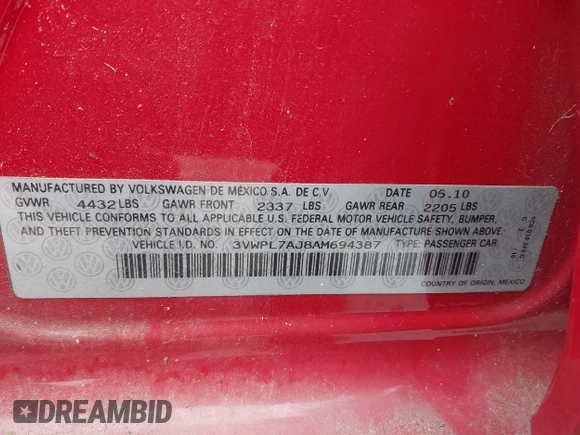 MANUFACTURED BY VOLKSWAGEN DE MEXICO S.A. DE C.V. DATE 05.10
GVWR 4432 LBS GAWR FRONT 2337 LBS GAWR REAR 2205 LBS
THIS VEHICLE CONFORMS TO ALL APPLICABLE U.S. FEDERAL MOTOR VEHICLE SAFETY, BUMPER,
AND THEFT PREVENTION STANDARDS IN EFFECT ON THE DATE OF MANUFACTURE SHOWN ABOVE.
VEHICLE I.D. NO. 3VWPL7AJ8AM694387 TYPE: PASSENGER CAR
COUNTRY OF ORIGIN: MEXICO
DREAMBID